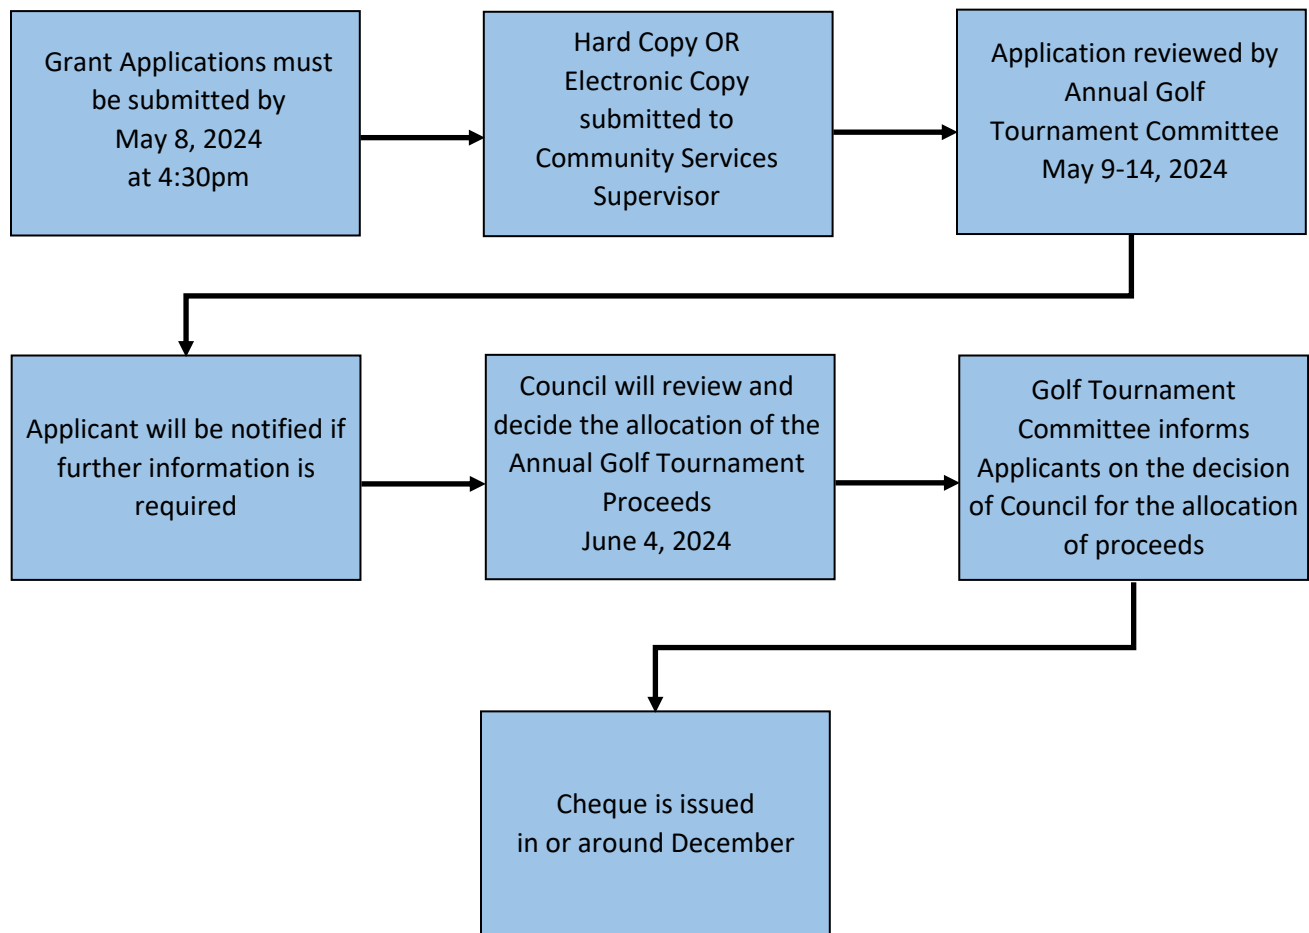 Grant Applications must
be submitted by
May 8, 2024
at 4:30pm
Hard Copy OR
Electronic Copy
submitted to
Community Services
Supervisor
Application reviewed by
Annual Golf
Tournament Committee
May 9-14, 2024
Applicant will be notified if
further information is
required
Council will review and
decide the allocation of the
Annual Golf Tournament
Proceeds
June 4, 2024
Golf Tournament
Committee informs
Applicants on the decision
of Council for the allocation
of proceeds
Cheque is issued
in or around December